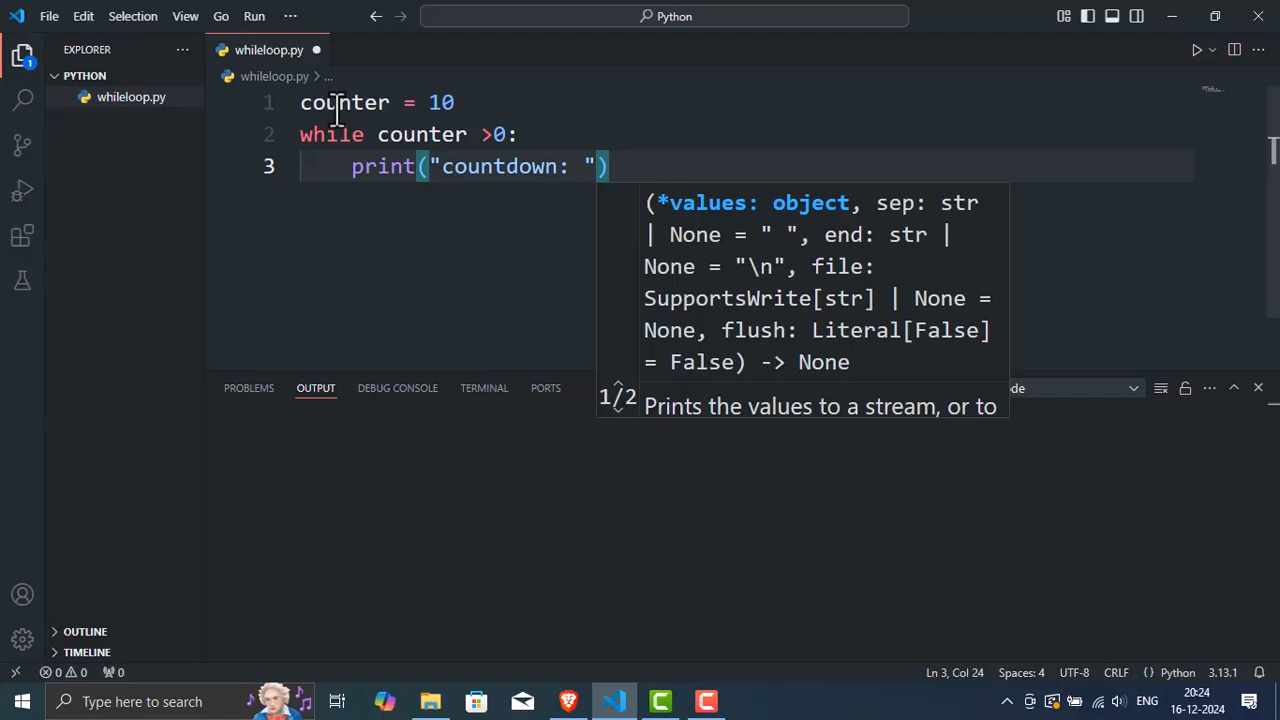 File Edit Selection View Go Run ··· Python
EXPLORER ···
whileloop.py
PYTHON
whileloop.py > ...
whileloop.py
1 counter = 10
2 while counter >0:
3 print("countdown: ")
(*values: object, sep: str
| None = " ", end: str |
None = "\n", file:
SupportsWrite[str] | None =
None, flush: Literal[False]
= False) -> None
1/2
Prints the values to a stream, or to
PROBLEMS OUTPUT DEBUG CONSOLE TERMINAL PORTS ode
OUTLINE
TIMELINE
0 0 0 Ln 3, Col 24 Spaces: 4 UTF-8 CRLF {} Python 3.13.1
Type here to search
ENG
20:24
16-12-2024
1